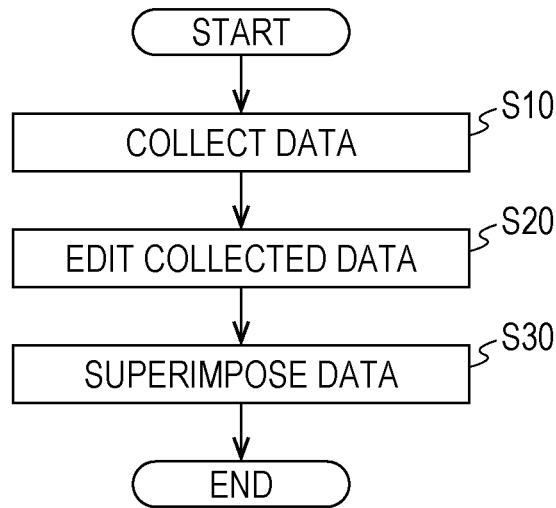 START
S10
COLLECT DATA
S20
EDIT COLLECTED DATA
S30
SUPERIMPOSE DATA
END